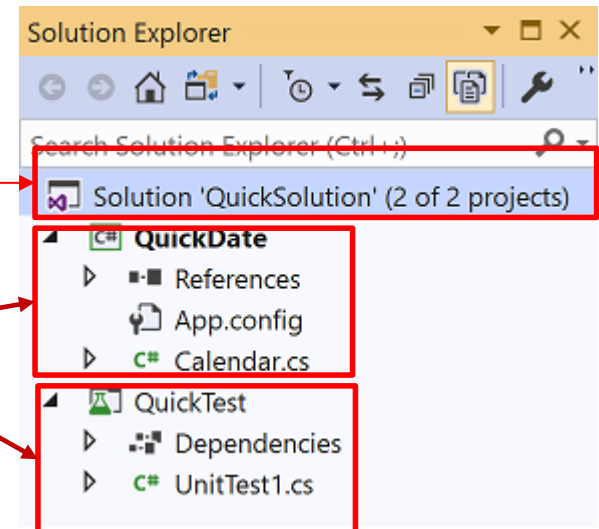 Solution Explorer
Search Solution Explorer (Ctrl+;)
Solution 'QuickSolution' (2 of 2 projects)
C# QuickDate
References
App.config
C# Calendar.cs
QuickTest
Dependencies
C# UnitTest1.cs